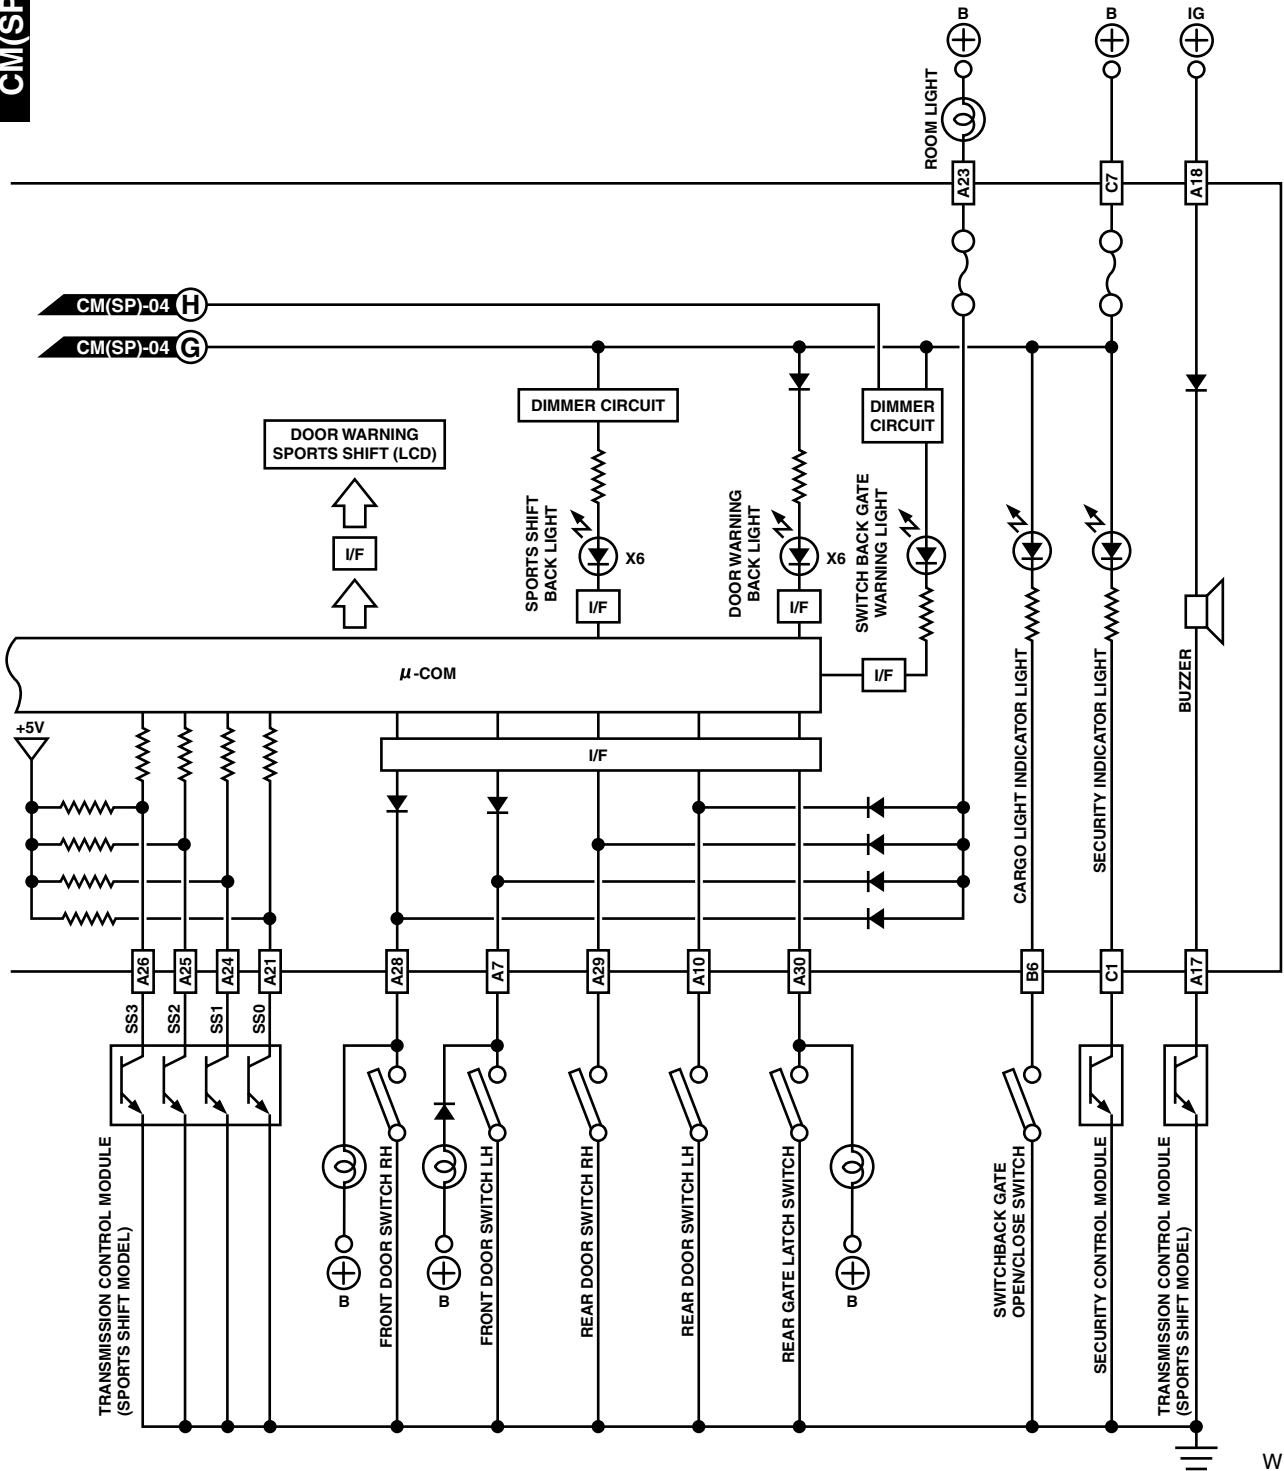 CM(SP
B
B
IG
ROOM LIGHT
A23
C7
A18
CM(SP)-04 H
CM(SP)-04 G
DIMMER CIRCUIT
DIMMER
CIRCUIT
DOOR WARNING
SPORTS SHIFT (LCD)
I/F
SPORTS SHIFT
BACK LIGHT
X6
I/F
DOOR WARNING
BACK LIGHT
X6
I/F
SWITCH BACK GATE
WARNING LIGHT
I/F
μ-COM
CARGO LIGHT INDICATOR LIGHT
SECURITY INDICATOR LIGHT
BUZZER
+5V
I/F
A26
A25
A24
A21
A28
A7
A29
A10
A30
B6
C1
A17
SS3
SS2
SS1
SS0
TRANSMISSION CONTROL MODULE
(SPORTS SHIFT MODEL)
B
FRONT DOOR SWITCH RH
B
FRONT DOOR SWITCH LH
REAR DOOR SWITCH RH
REAR DOOR SWITCH LH
REAR GATE LATCH SWITCH
B
SWITCHBACK GATE
OPEN/CLOSE SWITCH
SECURITY CONTROL MODULE
TRANSMISSION CONTROL MODULE
(SPORTS SHIFT MODEL)
W